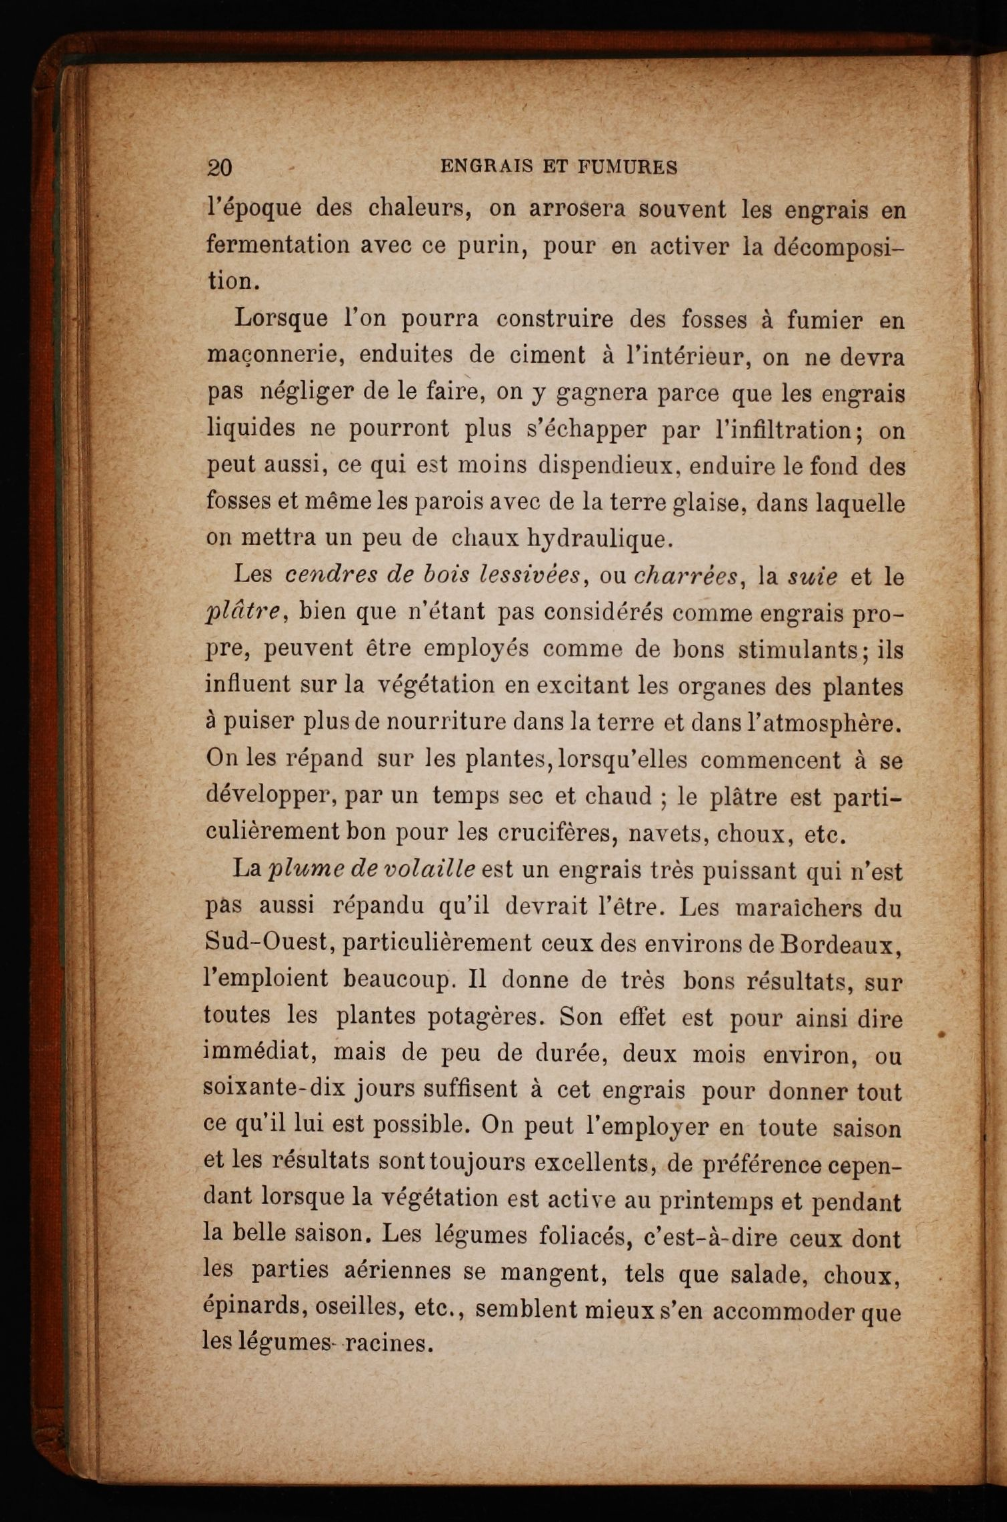 20 ENGRAIS ET FUMURES
l'époque des chaleurs, on arrosera souvent les engrais en
fermentation avec ce purin, pour en activer la décomposi-
tion.
Lorsque l'on pourra construire des fosses à fumier en
maçonnerie, enduites de ciment à l'intérieur, on ne devra
pas négliger de le faire, on y gagnera parce que les engrais
liquides ne pourront plus s'échapper par l'infiltration; on
peut aussi, ce qui est moins dispendieux, enduire le fond des
fosses et même les parois avec de la terre glaise, dans laquelle
on mettra un peu de chaux hydraulique.
Les cendres de bois lessivées, ou charrées, la suie et le
plâtre, bien que n'étant pas considérés comme engrais pro-
pre, peuvent être employés comme de bons stimulants; ils
influent sur la végétation en excitant les organes des plantes
à puiser plus de nourriture dans la terre et dans l'atmosphère.
On les répand sur les plantes, lorsqu'elles commencent à se
développer, par un temps sec et chaud ; le plâtre est parti-
culièrement bon pour les crucifères, navets, choux, etc.
La plume de volaille est un engrais très puissant qui n'est
pas aussi répandu qu'il devrait l'être. Les maraîchers du
Sud-Ouest, particulièrement ceux des environs de Bordeaux,
l'emploient beaucoup. Il donne de très bons résultats, sur
toutes les plantes potagères. Son effet est pour ainsi dire
immédiat, mais de peu de durée, deux mois environ, ou
soixante-dix jours suffisent à cet engrais pour donner tout
ce qu'il lui est possible. On peut l'employer en toute saison
et les résultats sont toujours excellents, de préférence cepen-
dant lorsque la végétation est active au printemps et pendant
la belle saison. Les légumes foliacés, c'est-à-dire ceux dont
les parties aériennes se mangent, tels que salade, choux,
épinards, oseilles, etc., semblent mieux s'en accommoder que
les légumes-racines.